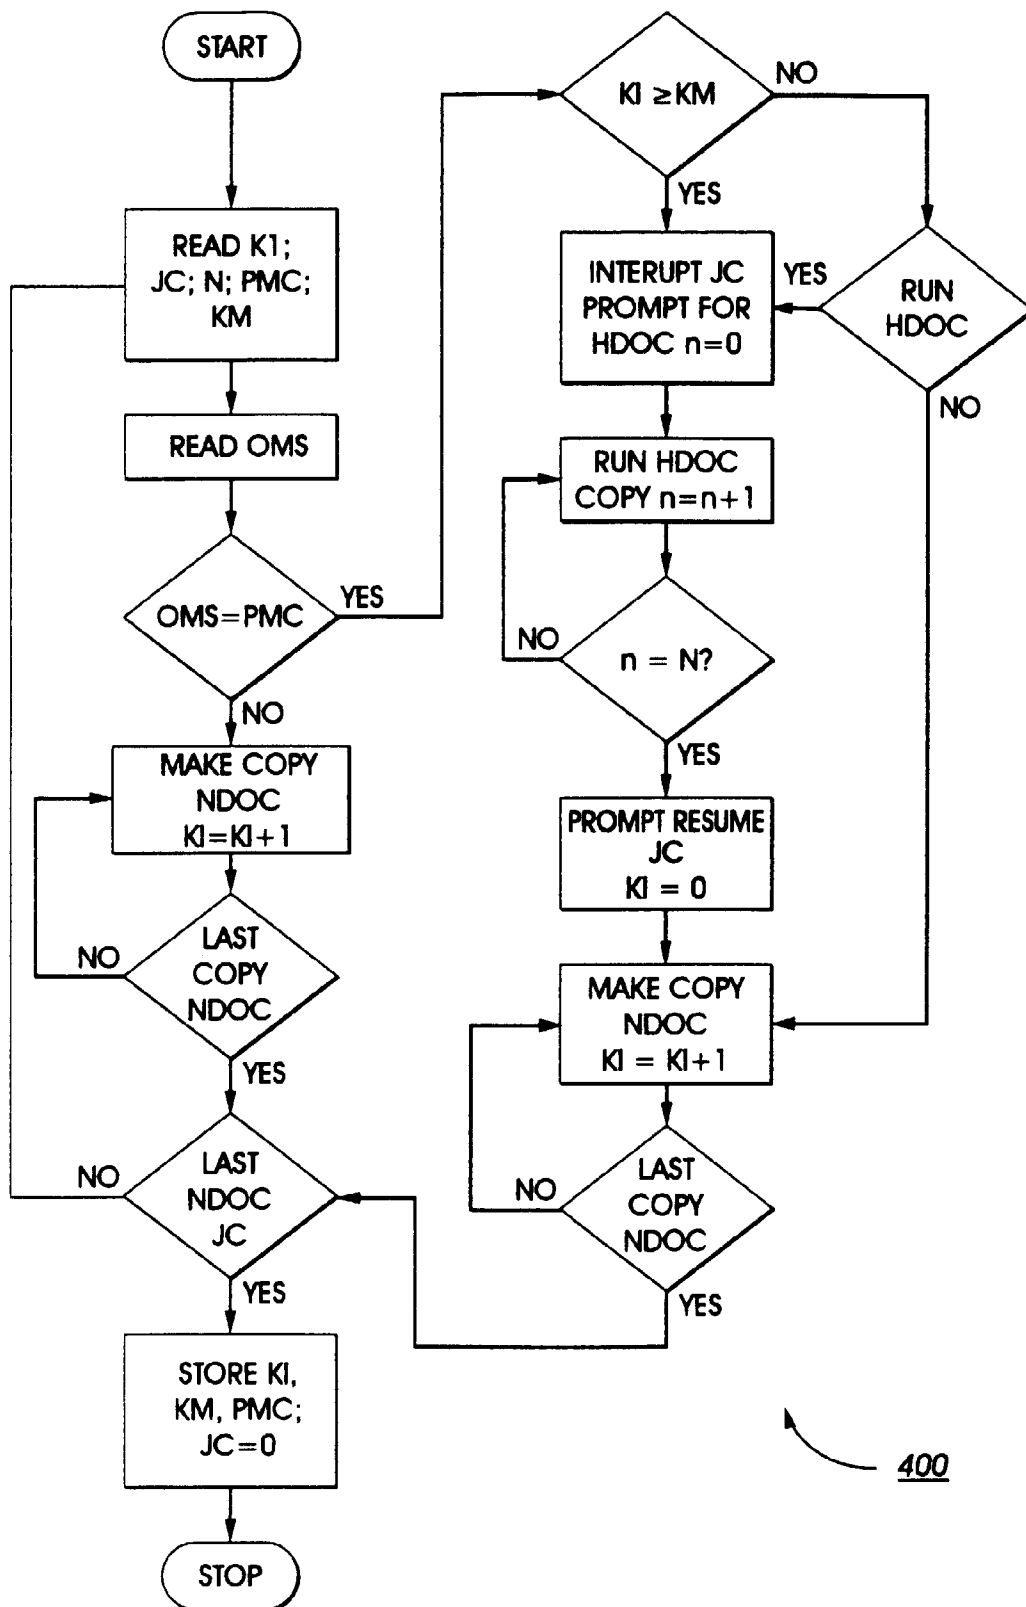 START
READ K1;
JC; N; PMC;
KM
READ OMS
OMS=PMC
YES
NO
MAKE COPY
NDOC
KI=KI+1
LAST
COPY
NDOC
NO
YES
LAST
NDOC
JC
NO
YES
STORE KI,
KM, PMC;
JC=0
STOP
KI ≥KM
NO
YES
INTERUPT JC
PROMPT FOR
HDOC n=0
YES
RUN
HDOC
NO
RUN HDOC
COPY n=n+1
n = N?
NO
YES
PROMPT RESUME
JC
KI = 0
MAKE COPY
NDOC
KI = KI+1
LAST
COPY
NDOC
NO
YES
400